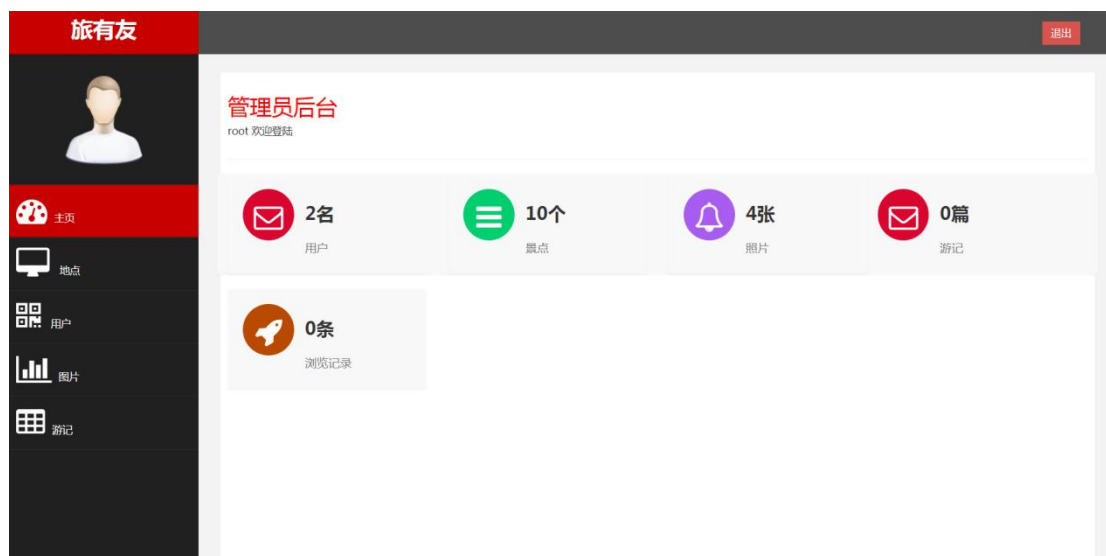 旅有友
退出
管理员后台
root 欢迎登陆
主页
地点
用户
图片
游记
2名
用户
10个
景点
4张
照片
0篇
游记
0条
浏览记录